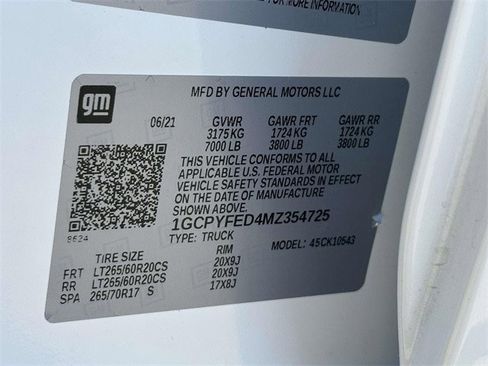 FOR MORE INFORMATION
gm
MFD BY GENERAL MOTORS LLC
06/21 GVWR GAWR FRT GAWR RR
3175 KG 1724 KG 1724 KG
7000 LB 3800 LB 3800 LB
THIS VEHICLE CONFORMS TO ALL
APPLICABLE U.S. FEDERAL MOTOR
VEHICLE SAFETY STANDARDS IN EFFECT
ON THE DATE OF MANUFACTURE
SHOWN ABOVE.
1GCPYFED4MZ354725
TYPE: TRUCK MODEL: 45CK10543
8624
TIRE SIZE RIM
FRT LT265/60R20CS 20X9J
RR LT265/60R20CS 20X9J
SPA 265/70R17 S 17X8J